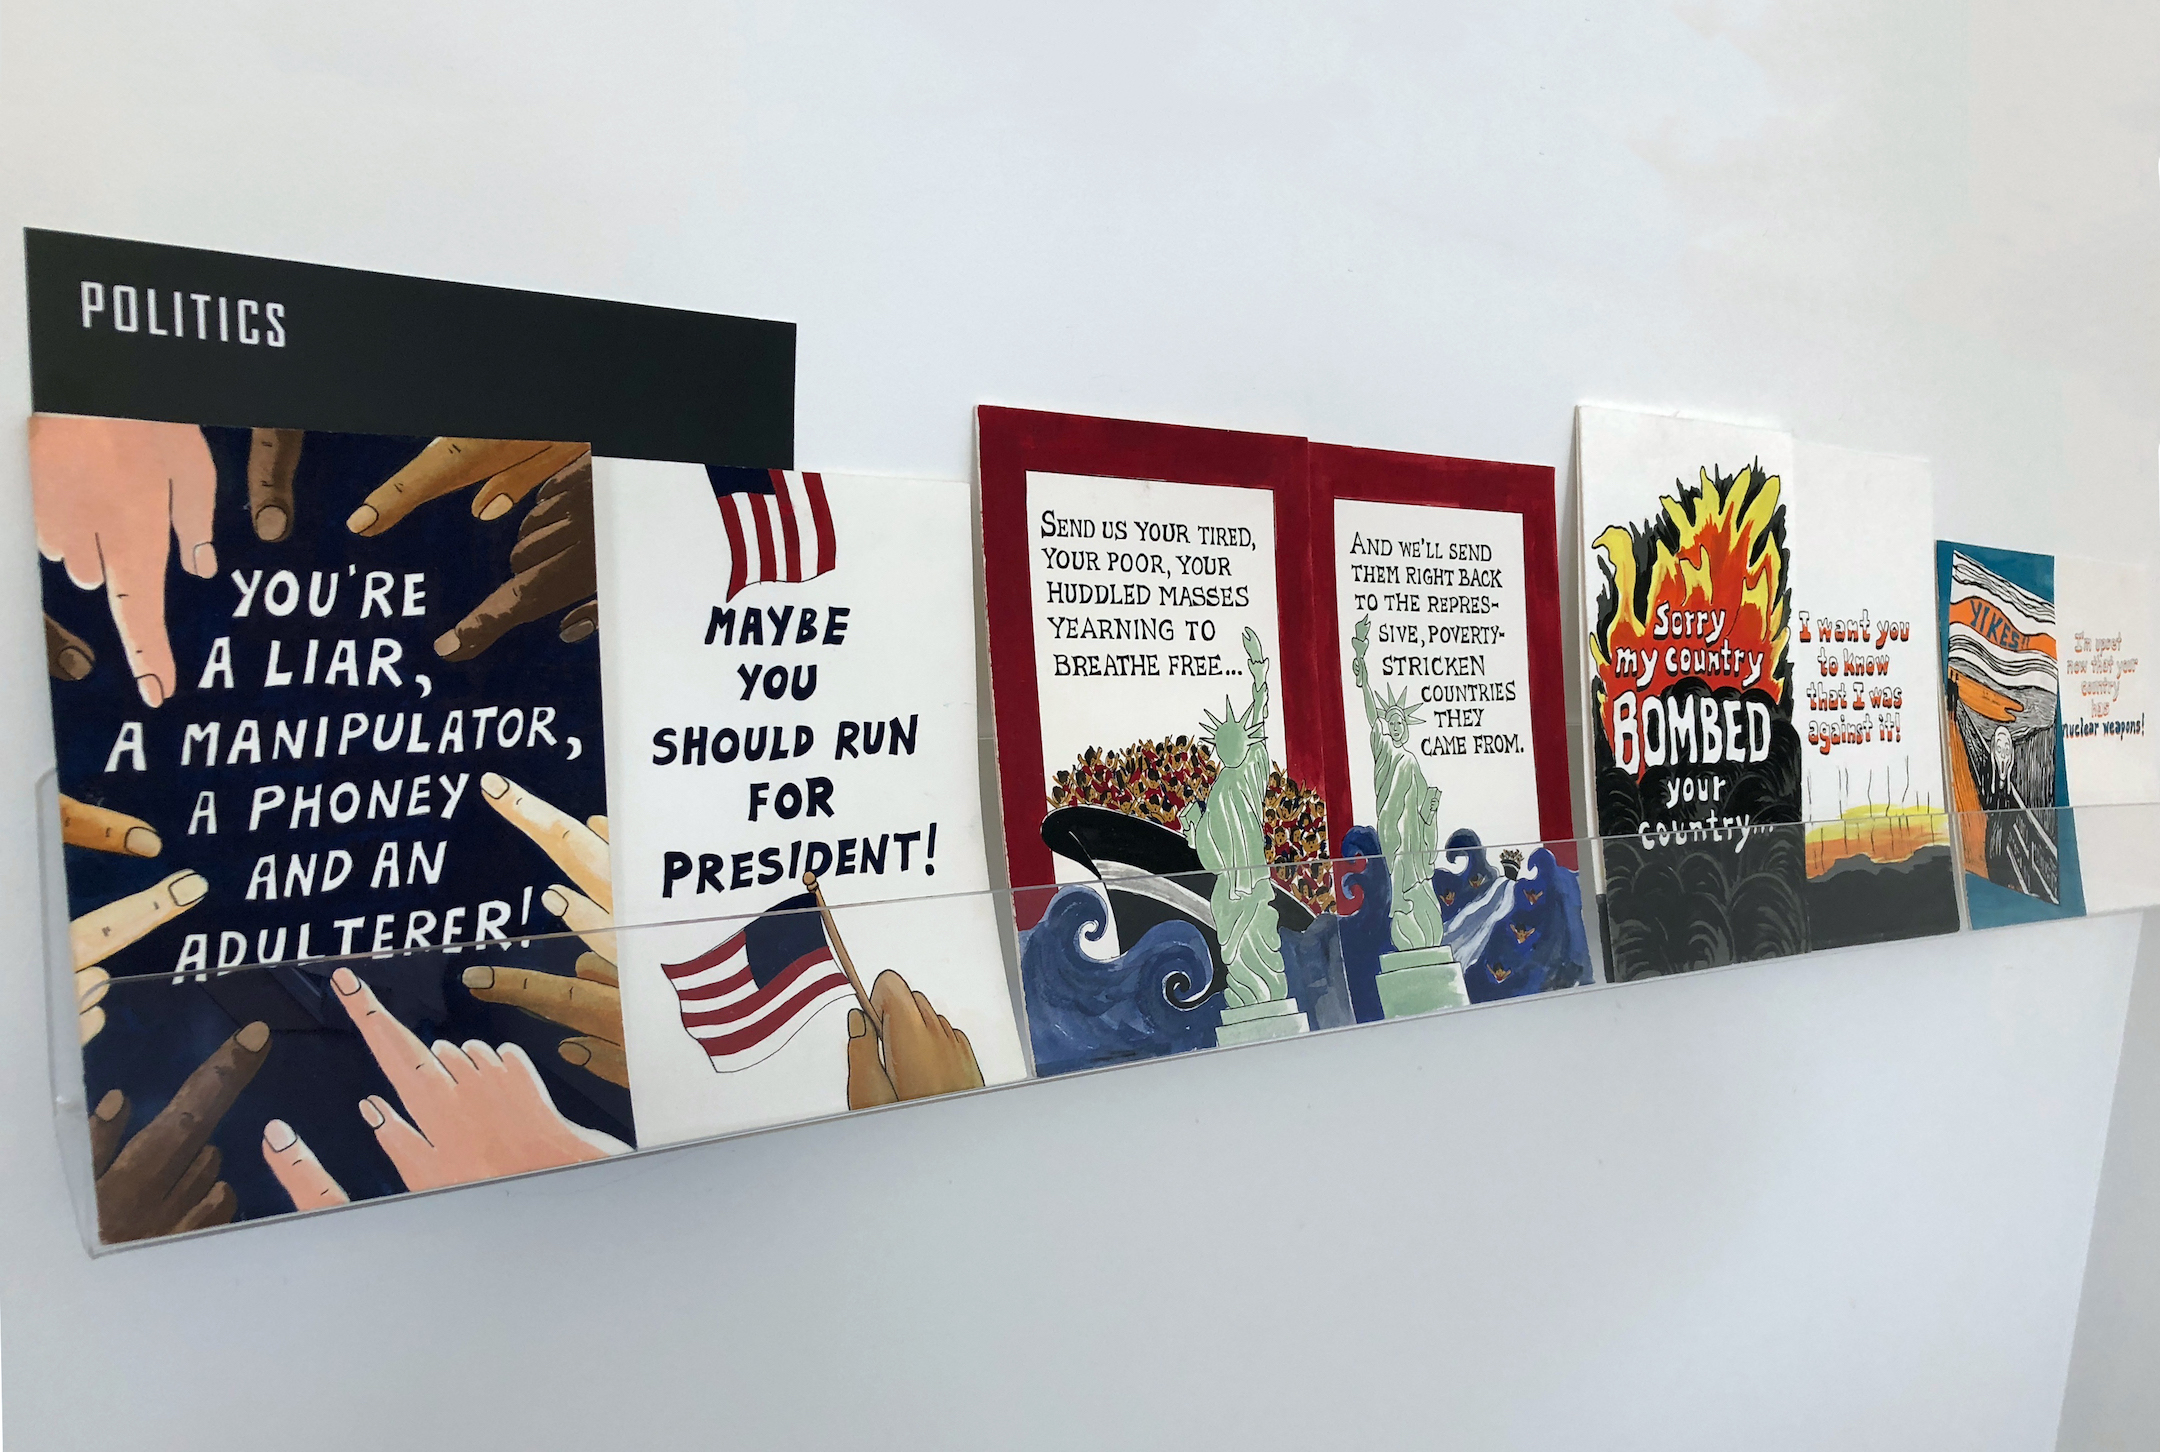 POLITICS
YOU'RE
A LIAR,
A MANIPULATOR,
A PHONEY
AND AN
ADULTERER!
MAYBE
YOU
SHOULD RUN
FOR
PRESIDENT!
SEND US YOUR TIRED,
YOUR POOR, YOUR
HUDDLED MASSES
YEARNING TO
BREATHE FREE...
AND WE'LL SEND
THEM RIGHT BACK
TO THE REPRES-
SIVE, POVERTY-
STRICKEN
COUNTRIES
THEY
CAME FROM.
Sorry
my country
BOMBED
your
country...
I want you
to know
that I was
against it!
YIKES!!
I'm upset
now that your
country
has
nuclear weapons!